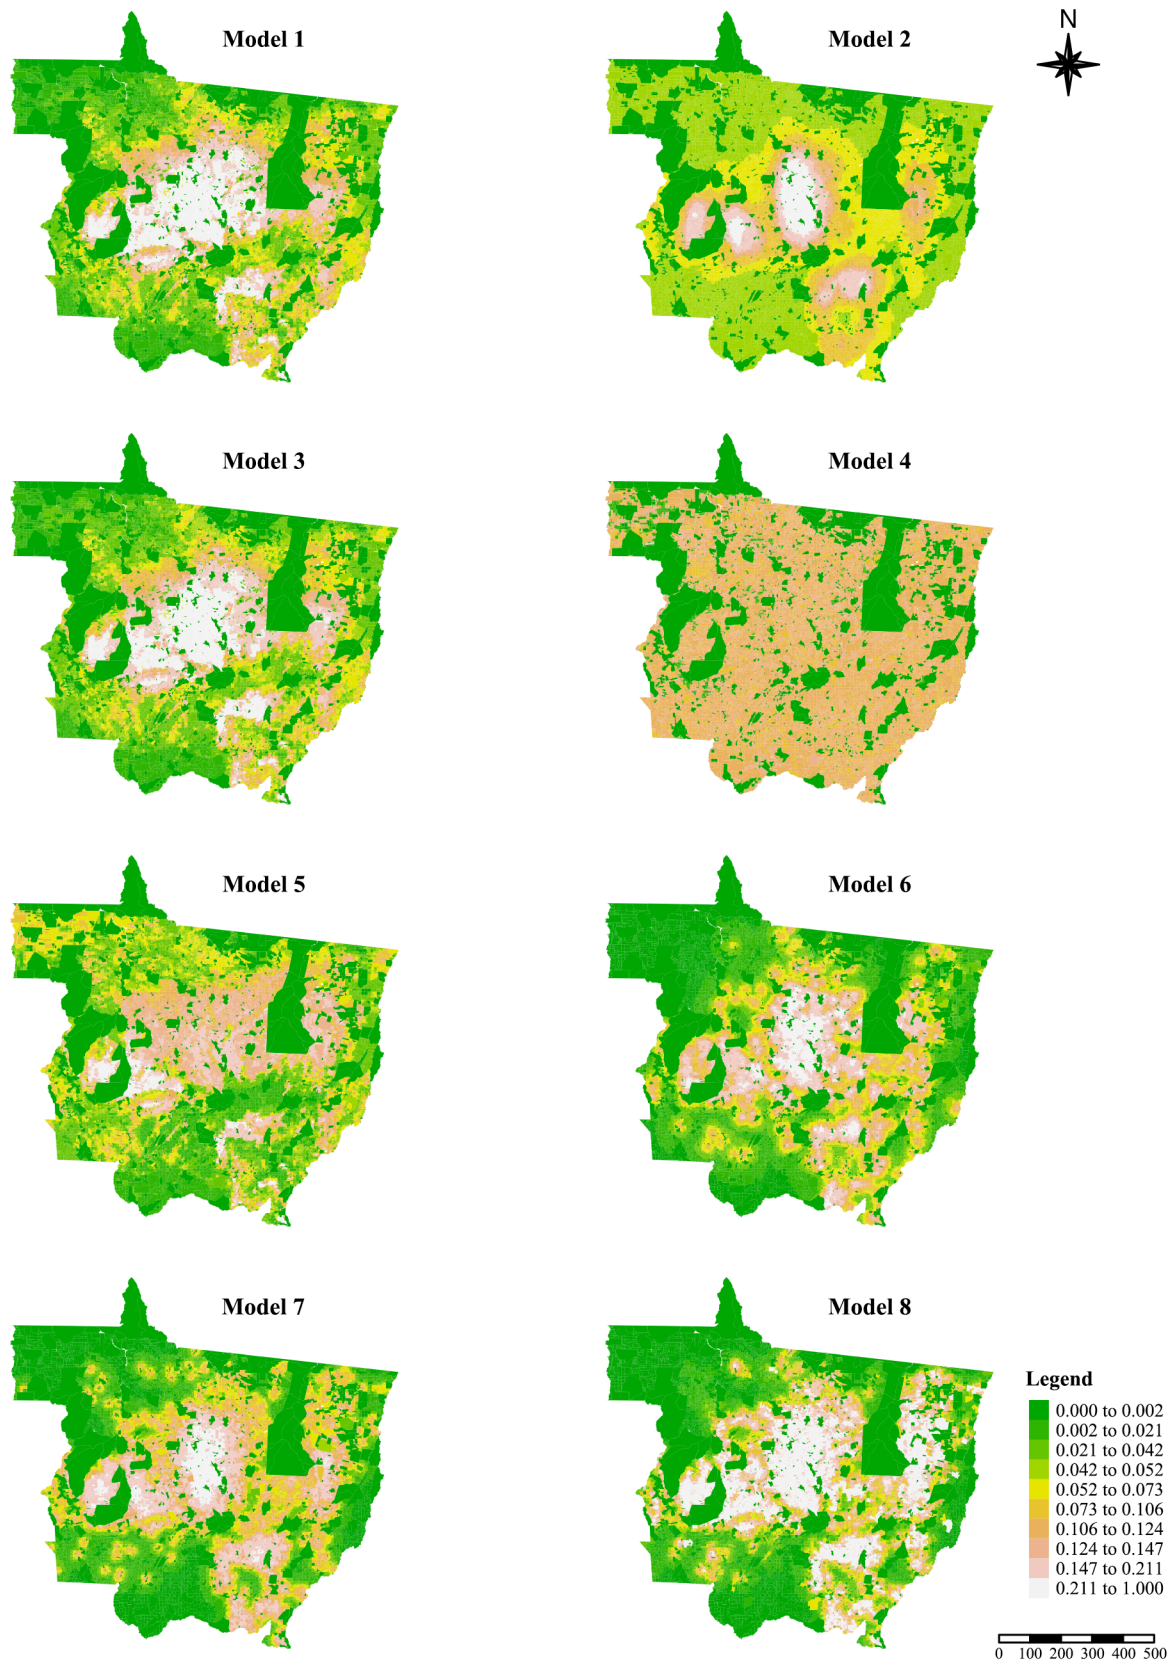 Model 1
Model 2
N
Model 3
Model 4
Model 5
Model 6
Model 7
Model 8
Legend
0.000 to 0.002
0.002 to 0.021
0.021 to 0.042
0.042 to 0.052
0.052 to 0.073
0.073 to 0.106
0.106 to 0.124
0.124 to 0.147
0.147 to 0.211
0.211 to 1.000
0 100 200 300 400 500